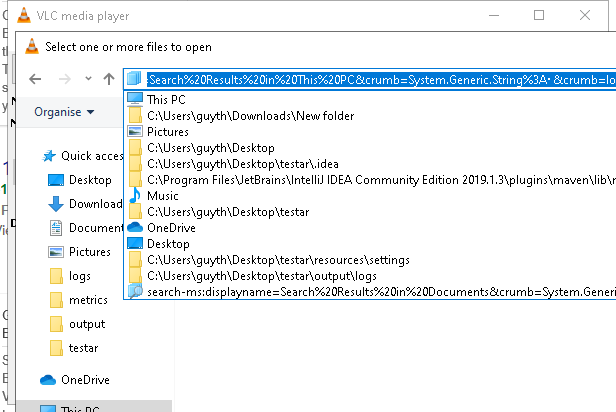 VLC media player
Select one or more files to open
:Search%20Results%20in%20This%20PC&crumb=System.Generic.String%3A* &crumb=lo
Organise
This PC
C:\Users\guyth\Downloads\New folder
Pictures
C:\Users\guyth\Desktop
C:\Users\guyth\Desktop\testar\.idea
C:\Program Files\JetBrains\IntelliJ IDEA Community Edition 2019.1.3\plugins\maven\lib\r
Music
C:\Users\guyth\Desktop\testar
OneDrive
Desktop
C:\Users\guyth\Desktop\testar\resources\settings
C:\Users\guyth\Desktop\testar\output\logs
search-ms:displayname=Search%20Results%20in%20Documents&crumb=System.Generi
Quick acces
Desktop
Download
Document
Pictures
logs
metrics
output
testar
OneDrive
This PC